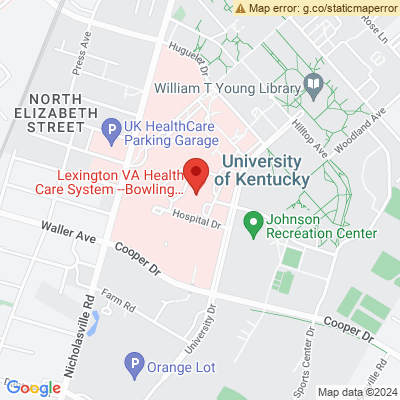 Map error: g.co/staticmaperror
Press Ave
Huguelet Dr
Rose Ln
William T Young Library
NORTH
ELIZABETH
STREET
Hilltop Ave
Woodland Ave
UK HealthCare
Parking Garage
Lexington VA Health
Care System --Bowling...
University
of Kentucky
Hospital Dr
Johnson
Recreation Center
Waller Ave
Cooper Dr
Farm Rd
Nicholasville Rd
University Dr
Cooper Dr
Sports Center Dr
Orange Lot
ville Rd
Google
Map data ©2024